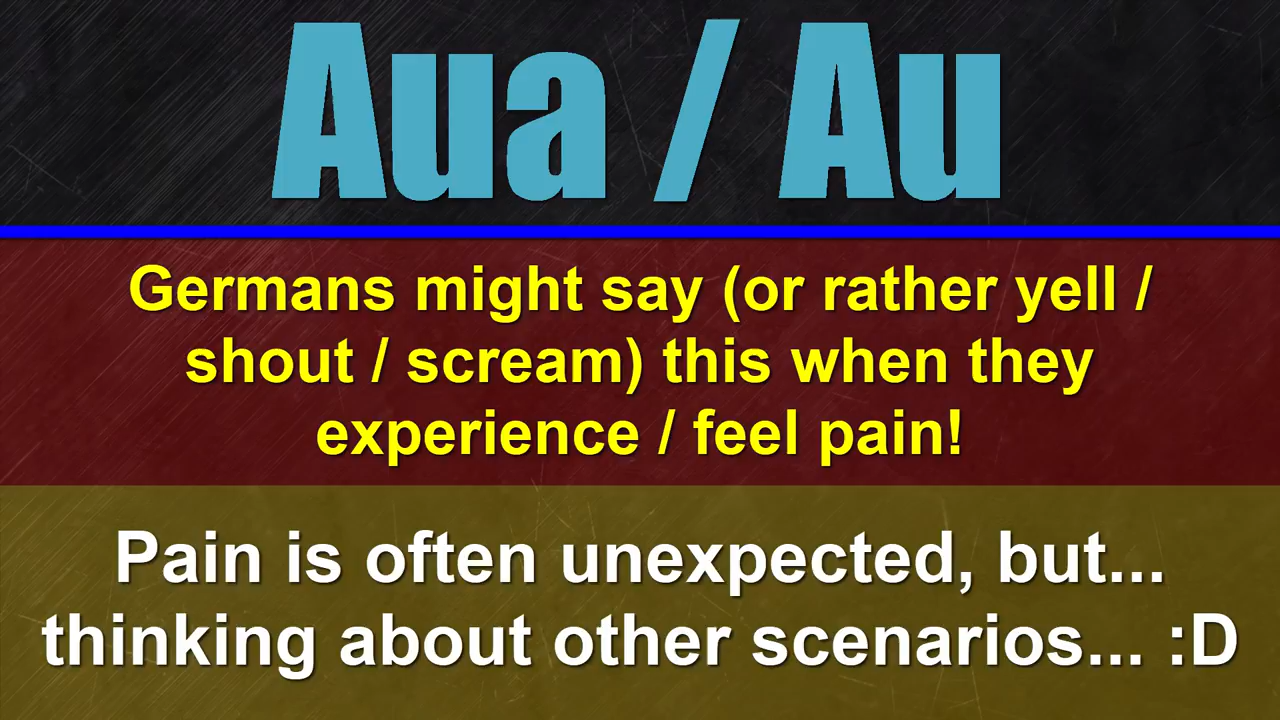 Aua / Au
Germans might say (or rather yell /
shout / scream) this when they
experience / feel pain!
Pain is often unexpected, but...
thinking about other scenarios... :D